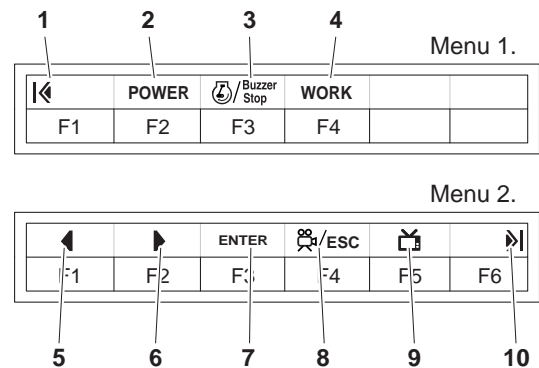 1 2 3 4
Menu 1.
POWER /Buzzer Stop WORK
F1 F2 F3 F4
Menu 2.
ENTER /ESC
F1 F2 F3 F4 F5 F6
5 6 7 8 9 10